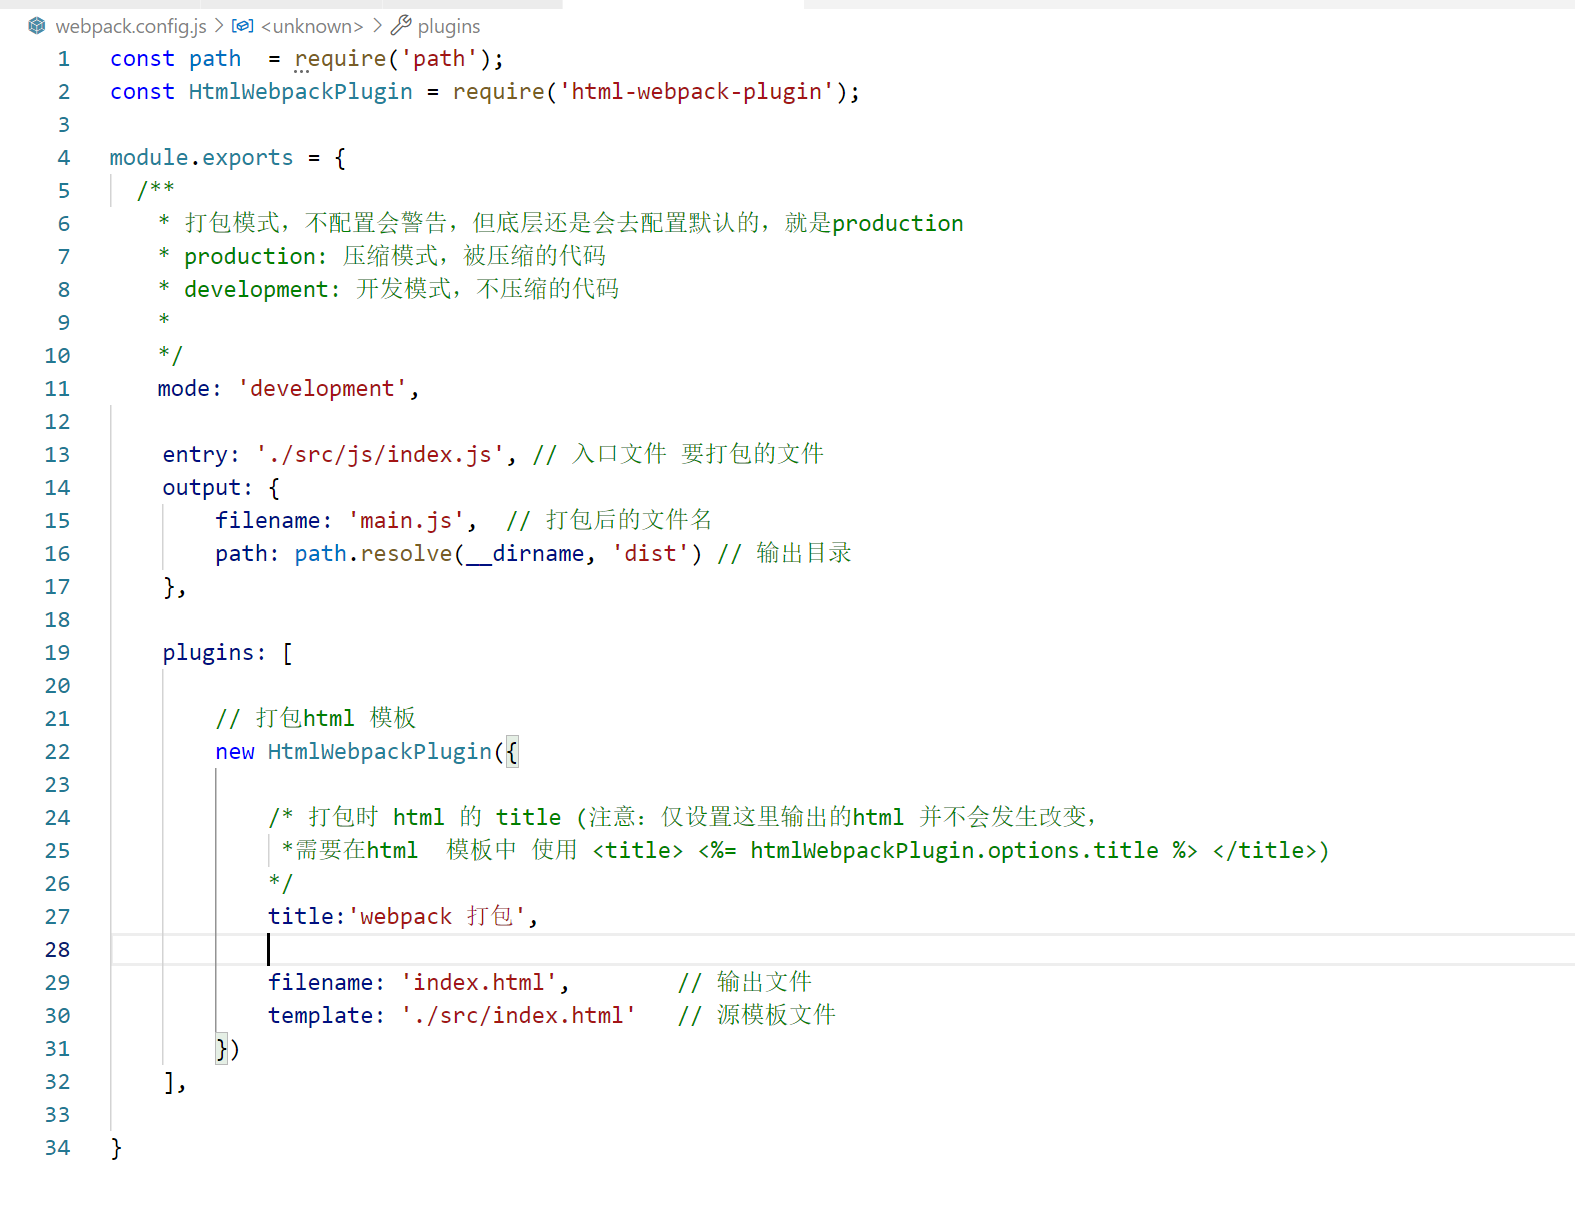 webpack.config.js > <unknown> > plugins
1 const path  = require('path');
2 const HtmlWebpackPlugin = require('html-webpack-plugin');
3
4 module.exports = {
5 /**
6 * 打包模式，不配置会警告，但底层还是会去配置默认的，就是production
7 * production: 压缩模式，被压缩的代码
8 * development: 开发模式，不压缩的代码
9 *
10 */
11 mode: 'development',
12
13 entry: './src/js/index.js', // 入口文件 要打包的文件
14 output: {
15 filename: 'main.js',  // 打包后的文件名
16 path: path.resolve(__dirname, 'dist') // 输出目录
17 },
18
19 plugins: [
20
21 // 打包html 模板
22 new HtmlWebpackPlugin({
23
24 /* 打包时 html 的 title (注意：仅设置这里输出的html 并不会发生改变，
25 *需要在html  模板中 使用 <title> <%= htmlWebpackPlugin.options.title %> </title>)
26 */
27 title:'webpack 打包',
28
29 filename: 'index.html',        // 输出文件
30 template: './src/index.html'   // 源模板文件
31 })
32 ],
33
34 }